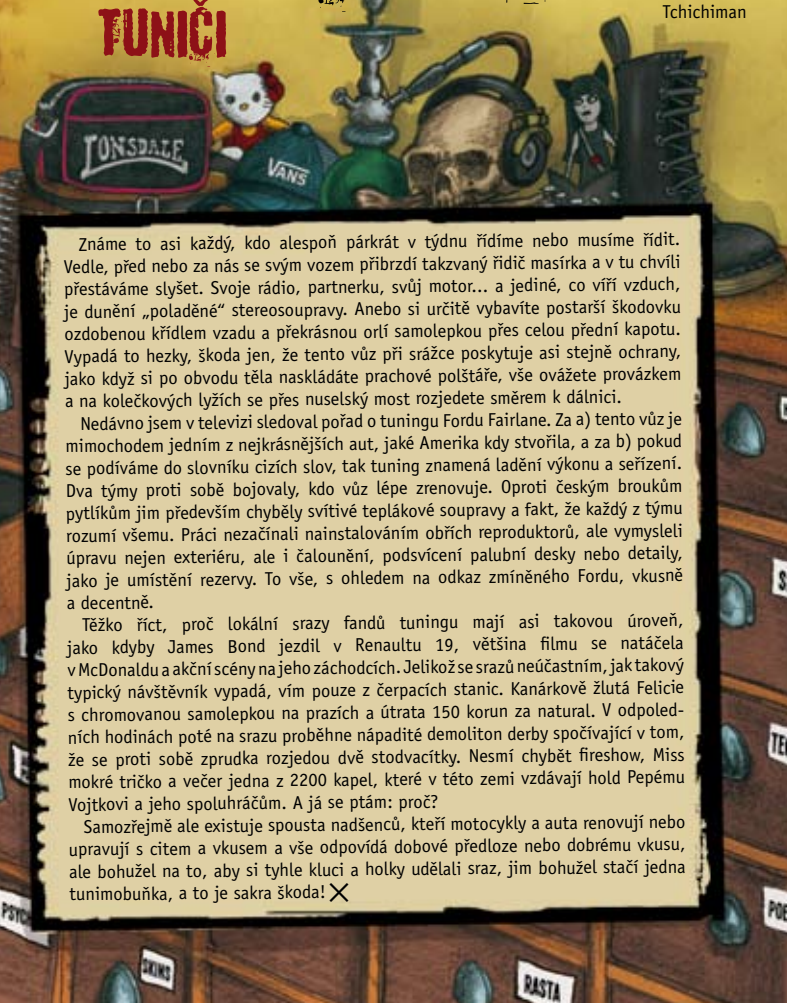 Tchichiman
TUNIČI
LONSDALE
VANS
Známe to asi každý, kdo alespoň párkrát v týdnu řídíme nebo musíme řídit.
Vedle, před nebo za nás se svým vozem přibrzdí takzvaný řidič masírka a v tu chvíli
přestáváme slyšet. Svoje rádio, partnerku, svůj motor... a jediné, co víří vzduch,
je dunění „poladěné“ stereosoupravy. Anebo si určitě vybavíte postarší škodovku
ozdobenou křídlem vzadu a překrásnou orlí samolepkou přes celou přední kapotu.
Vypadá to hezky, škoda jen, že tento vůz při srážce poskytuje asi stejně ochrany,
jako když si po obvodu těla naskládáte prachové polštáře, vše ovážete provázkem
a na kolečkových lyžích se přes nuselský most rozjedete směrem k dálnici.
Nedávno jsem v televizi sledoval pořad o tuningu Fordu Fairlane. Za a) tento vůz je
mimochodem jedním z nejkrásnějších aut, jaké Amerika kdy stvořila, a za b) pokud
se podíváme do slovníku cizích slov, tak tuning znamená ladění výkonu a seřízení.
Dva týmy proti sobě bojovaly, kdo vůz lépe zrenovuje. Oproti českým broukům
pytlíkům jim především chyběly svítivé teplákové soupravy a fakt, že každý z týmu
rozumí všemu. Práci nezačínali nainstalováním obřích reproduktorů, ale vymysleli
úpravu nejen exteriéru, ale i čalounění, podsvícení palubní desky nebo detaily,
jako je umístění rezervy. To vše, s ohledem na odkaz zmíněného Fordu, vkusně
a decentně.
Těžko říct, proč lokální srazy fandů tuningu mají asi takovou úroveň,
jako kdyby James Bond jezdil v Renaultu 19, většina filmu se natáčela
v McDonaldu a akční scény na jeho záchodcích. Jelikož se srazů neúčastním, jak takový
typický návštěvník vypadá, vím pouze z čerpacích stanic. Kanárkově žlutá Felicie
s chromovanou samolepkou na prazích a útrata 150 korun za natural. V odpoled-
ních hodinách poté na srazu proběhne nápadité demoliton derby spočívající v tom,
že se proti sobě zprudka rozjedou dvě stodvacítky. Nesmí chybět fireshow, Miss
mokré tričko a večer jedna z 2200 kapel, které v této zemi vzdávají hold Pepému
Vojtkovi a jeho spoluhráčům. A já se ptám: proč?
Samozřejmě ale existuje spousta nadšenců, kteří motocykly a auta renovují nebo
upravují s citem a vkusem a vše odpovídá dobové předloze nebo dobrému vkusu,
ale bohužel na to, aby si tyhle kluci a holky udělali sraz, jim bohužel stačí jedna
tunimobuňka, a to je sakra škoda!
SKINS
RASTA